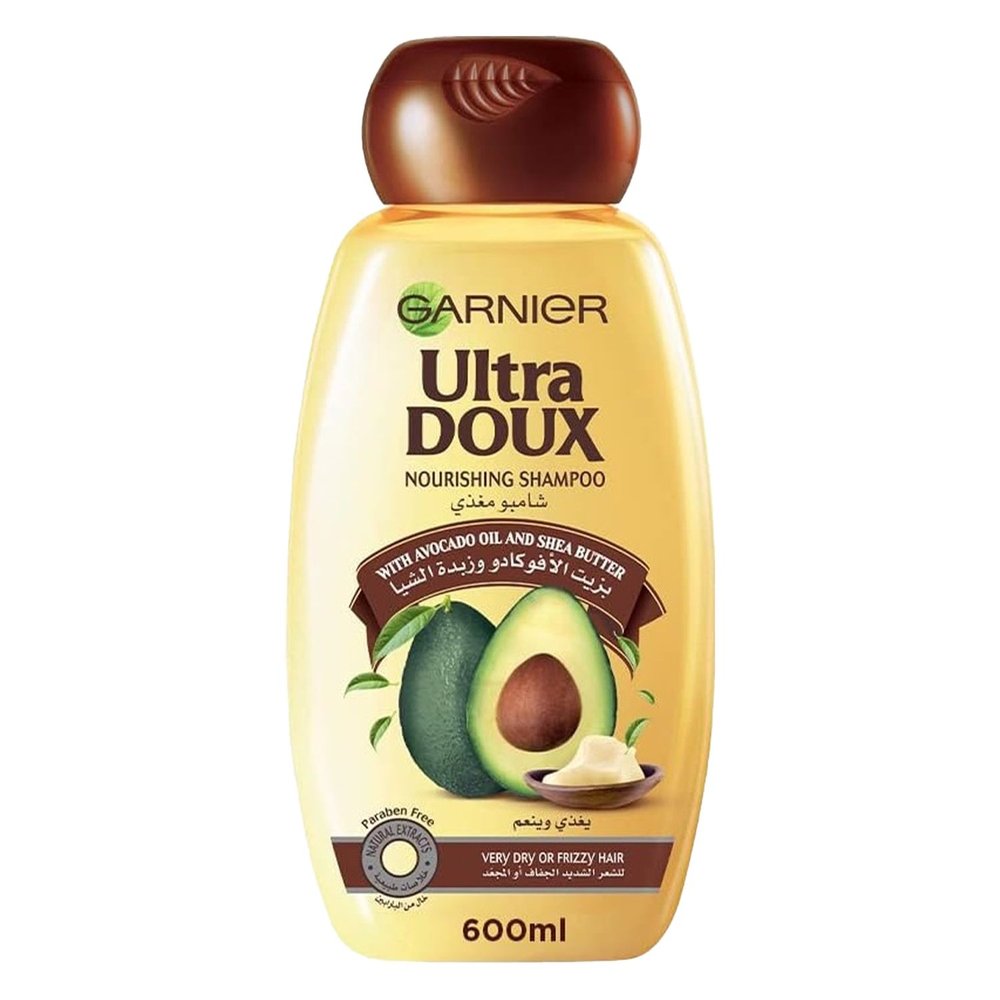 GARNIER
Ultra
DOUX
NOURISHING SHAMPOO
شامبو مغذي
WITH AVOCADO OIL AND SHEA BUTTER
بزيت الأفوكادو وزبدة الشيا
يغذي وينعم
Paraben Free
NATURAL EXTRACTS
خلاصات طبيعية
خال من البارابين
VERY DRY OR FRIZZY HAIR
للشعر الشديد الجفاف أو المجعّد
600ml